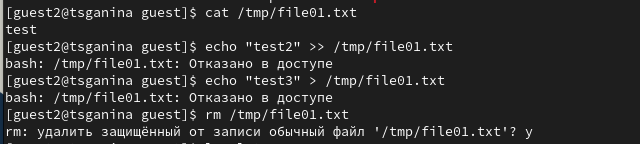 [guest2@tsganina guest]$ cat /tmp/file01.txt
test
[guest2@tsganina guest]$ echo "test2" >> /tmp/file01.txt
bash: /tmp/file01.txt: Отказано в доступе
[guest2@tsganina guest]$ echo "test3" > /tmp/file01.txt
bash: /tmp/file01.txt: Отказано в доступе
[guest2@tsganina guest]$ rm /tmp/file01.txt
rm: удалить защищённый от записи обычный файл '/tmp/file01.txt'? y